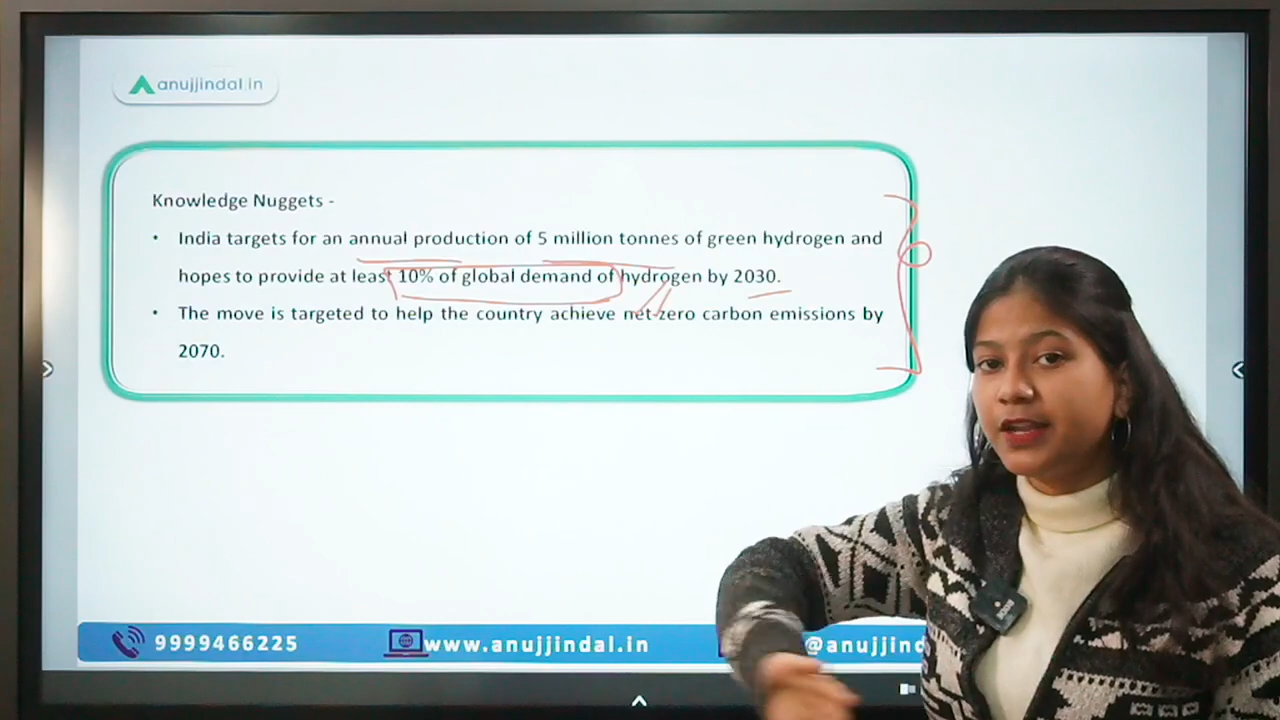 anujjindal.in
Knowledge Nuggets -
• India targets for an annual production of 5 million tonnes of green hydrogen and
hopes to provide at least 10% of global demand of hydrogen by 2030.
• The move is targeted to help the country achieve net-zero carbon emissions by
2070.
9999466225 www.anujjindal.in @anujjind